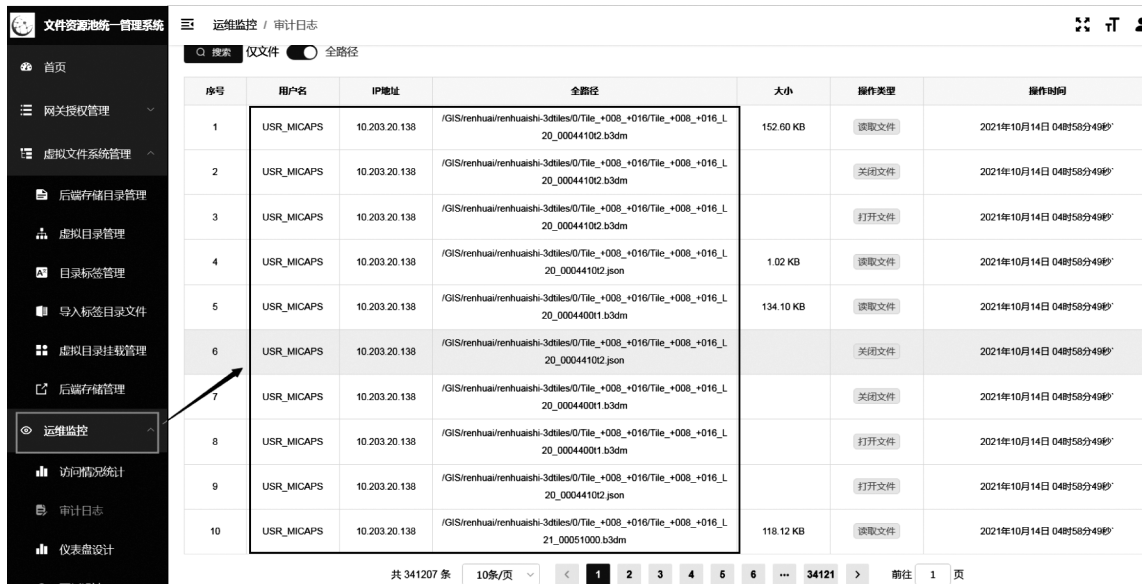 文件资源池统一管理系统
运维监控 / 审计日志
首页
网关授权管理
虚拟文件系统管理
后端存储目录管理
虚拟目录管理
目录标签管理
导入标签目录文件
虚拟目录挂载管理
后端存储管理
运维监控
访问情况统计
审计日志
仪表盘设计
搜索 仅文件 全路径
序号 用户名 IP地址 全路径 大小 操作类型 操作时间
1 USR_MICAPS 10.203.20.138 /GIS/renhuai/renhuaishi-3dtiles/0/Tile_+008_+016/Tile_+008_+016_L 152.60 KB 读取文件 2021年10月14日 04时58分49秒
20_0004410t2.b3dm
2 USR_MICAPS 10.203.20.138 /GIS/renhuai/renhuaishi-3dtiles/0/Tile_+008_+016/Tile_+008_+016_L 关闭文件 2021年10月14日 04时58分49秒
20_0004410t2.b3dm
3 USR_MICAPS 10.203.20.138 /GIS/renhuai/renhuaishi-3dtiles/0/Tile_+008_+016/Tile_+008_+016_L 打开文件 2021年10月14日 04时58分49秒
20_0004410t2.b3dm
4 USR_MICAPS 10.203.20.138 /GIS/renhuai/renhuaishi-3dtiles/0/Tile_+008_+016/Tile_+008_+016_L 1.02 KB 读取文件 2021年10月14日 04时58分49秒
20_0004410t2.json
5 USR_MICAPS 10.203.20.138 /GIS/renhuai/renhuaishi-3dtiles/0/Tile_+008_+016/Tile_+008_+016_L 134.10 KB 读取文件 2021年10月14日 04时58分49秒
20_0004400t1.b3dm
6 USR_MICAPS 10.203.20.138 /GIS/renhuai/renhuaishi-3dtiles/0/Tile_+008_+016/Tile_+008_+016_L 关闭文件 2021年10月14日 04时58分49秒
20_0004410t2.json
7 USR_MICAPS 10.203.20.138 /GIS/renhuai/renhuaishi-3dtiles/0/Tile_+008_+016/Tile_+008_+016_L 关闭文件 2021年10月14日 04时58分49秒
20_0004400t1.b3dm
8 USR_MICAPS 10.203.20.138 /GIS/renhuai/renhuaishi-3dtiles/0/Tile_+008_+016/Tile_+008_+016_L 打开文件 2021年10月14日 04时58分49秒
20_0004400t1.b3dm
9 USR_MICAPS 10.203.20.138 /GIS/renhuai/renhuaishi-3dtiles/0/Tile_+008_+016/Tile_+008_+016_L 打开文件 2021年10月14日 04时58分49秒
20_0004410t2.json
10 USR_MICAPS 10.203.20.138 /GIS/renhuai/renhuaishi-3dtiles/0/Tile_+008_+016/Tile_+008_+016_L 118.12 KB 读取文件 2021年10月14日 04时58分49秒
21_00051000.b3dm
共 341207 条 10条/页 < 1 2 3 4 5 6 ··· 34121 > 前往 1 页